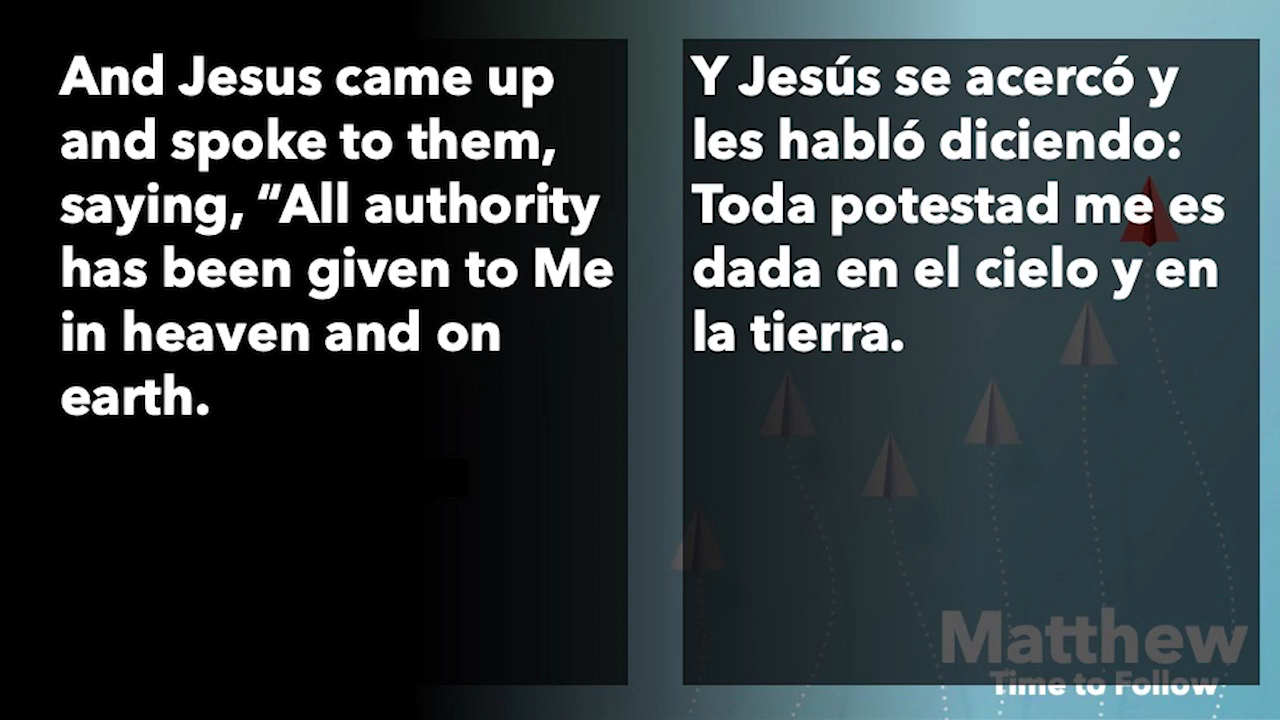 And Jesus came up
and spoke to them,
saying, “All authority
has been given to Me
in heaven and on
earth.
Y Jesús se acercó y
les habló diciendo:
Toda potestad me es
dada en el cielo y en
la tierra.
Matthew
Time to Follow